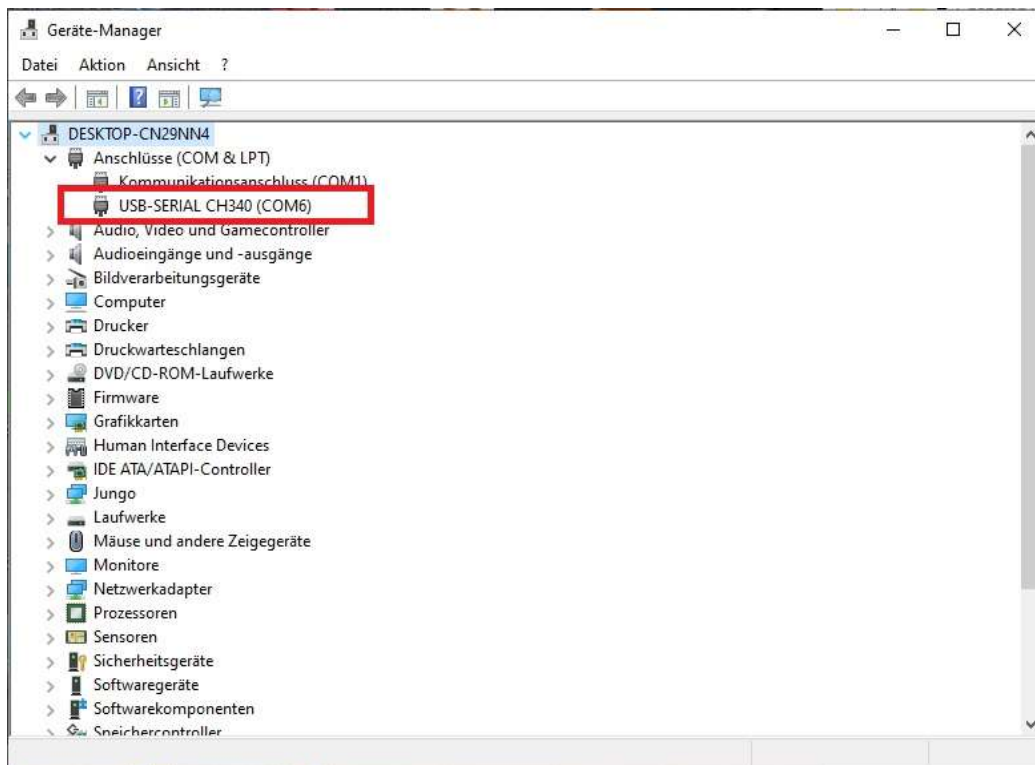 Geräte-Manager
Datei Aktion Ansicht ?
DESKTOP-CN29NN4
Anschlüsse (COM & LPT)
Kommunikationsanschluss (COM1)
USB-SERIAL CH340 (COM6)
Audio, Video und Gamecontroller
Audioeingänge und -ausgänge
Bildverarbeitungsgeräte
Computer
Drucker
Druckwarteschlangen
DVD/CD-ROM-Laufwerke
Firmware
Grafikkarten
Human Interface Devices
IDE ATA/ATAPI-Controller
Jungo
Laufwerke
Mäuse und andere Zeigegeräte
Monitore
Netzwerkadapter
Prozessoren
Sensoren
Sicherheitsgeräte
Softwaregeräte
Softwarekomponenten
Speichercontroller